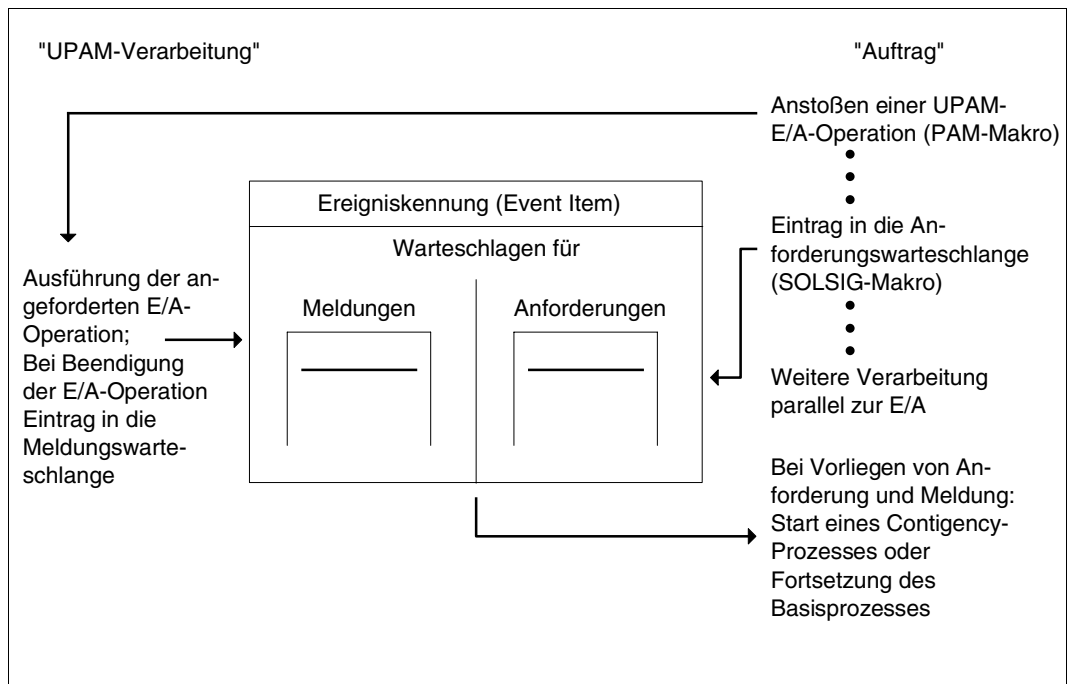 "UPAM-Verarbeitung"
"Auftrag"
Anstoßen einer UPAM-
E/A-Operation (PAM-Makro)
Ereigniskennung (Event Item)
Warteschlagen für
Meldungen
Anforderungen
Eintrag in die An-
forderungswarteschlange
(SOLSIG-Makro)
Ausführung der an-
geforderten E/A-
Operation;
Bei Beendigung
der E/A-Operation
Eintrag in die
Meldungswarte-
schlange
Weitere Verarbeitung
parallel zur E/A
Bei Vorliegen von An-
forderung und Meldung:
Start eines Contigency-
Prozesses oder
Fortsetzung des
Basisprozesses